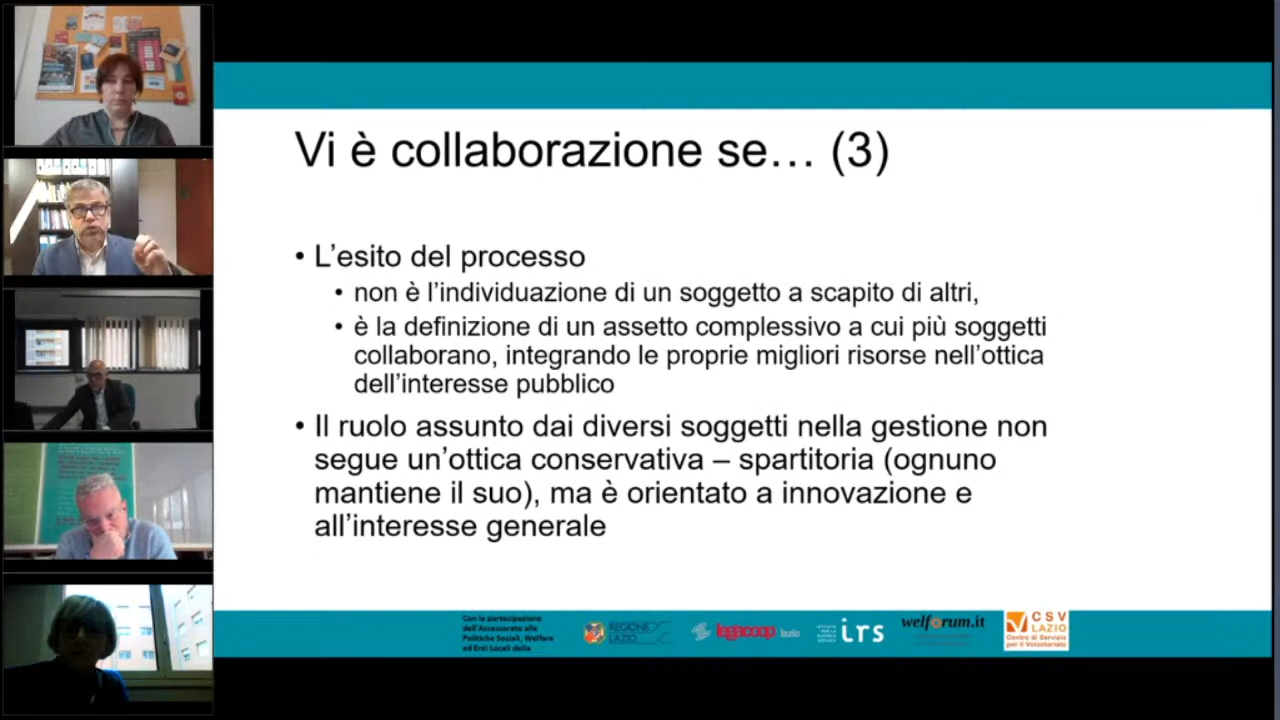 Vi è collaborazione se… (3)
• L'esito del processo
• non è l'individuazione di un soggetto a scapito di altri,
• è la definizione di un assetto complessivo a cui più soggetti
collaborano, integrando le proprie migliori risorse nell'ottica
dell'interesse pubblico
• Il ruolo assunto dai diversi soggetti nella gestione non
segue un'ottica conservativa – spartitoria (ognuno
mantiene il suo), ma è orientato a innovazione e
all'interesse generale
Con la partecipazione
dell'Assessorato alle
Politiche Sociali, Welfare
ed Enti Locali della
REGIONE
LAZIO
legacoop lazio
irs
welforum.it
CSV
LAZIO
Centro di Servizio
per il Volontariato